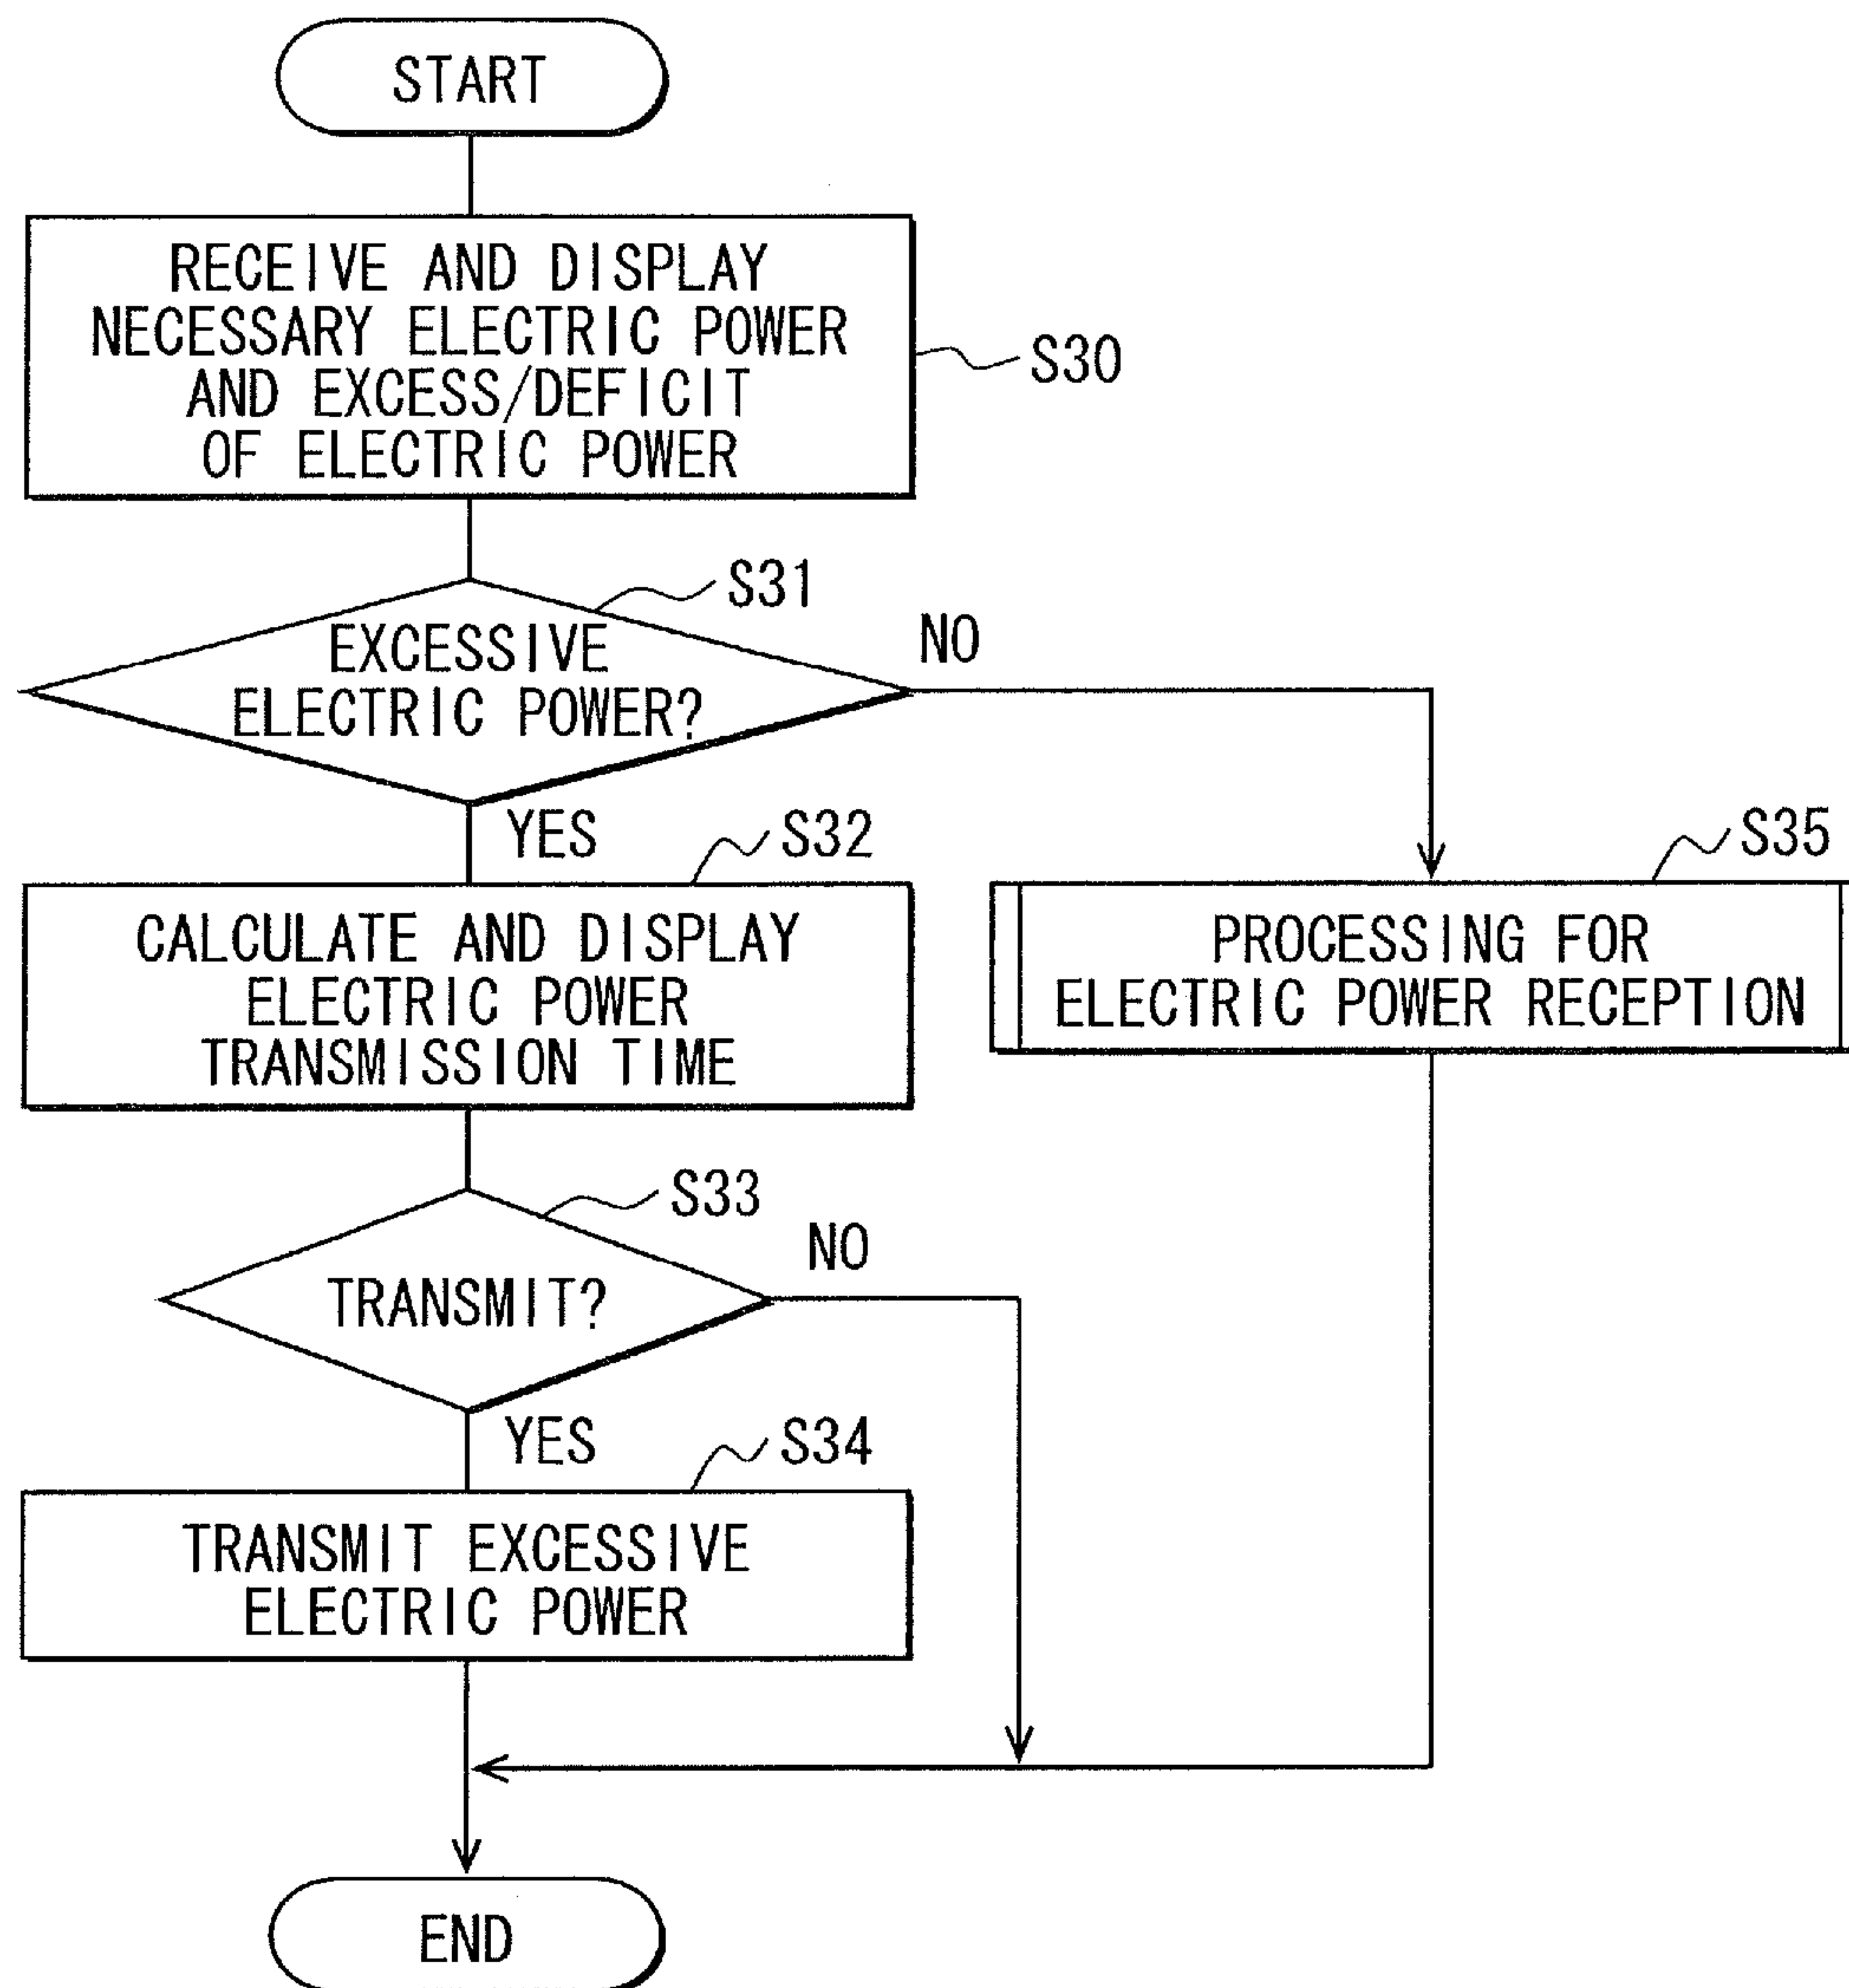 START
RECEIVE AND DISPLAY
NECESSARY ELECTRIC POWER
AND EXCESS/DEFICIT
OF ELECTRIC POWER
S30
S31
EXCESSIVE
ELECTRIC POWER?
NO
YES
S32
CALCULATE AND DISPLAY
ELECTRIC POWER
TRANSMISSION TIME
S35
PROCESSING FOR
ELECTRIC POWER RECEPTION
S33
TRANSMIT?
NO
YES
S34
TRANSMIT EXCESSIVE
ELECTRIC POWER
END